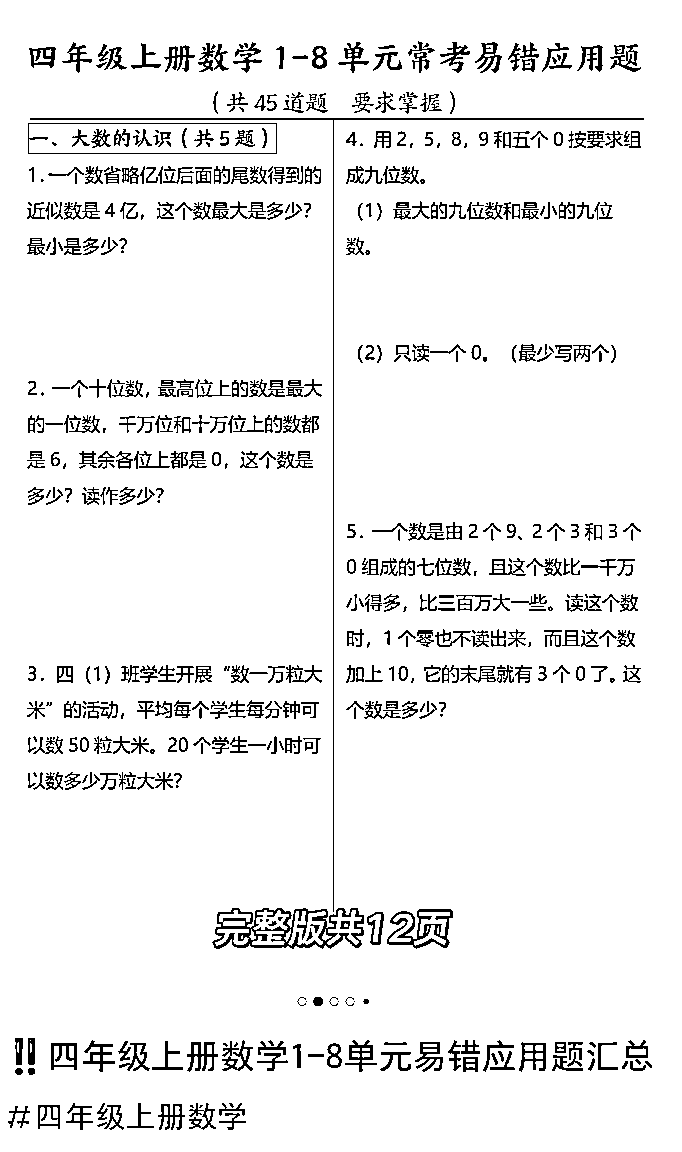 四年级上册数学1-8单元常考易错应用题
（共45道题 要求掌握）
一、大数的认识（共5题）
1.一个数省略亿位后面的尾数得到的
近似数是4亿，这个数最大是多少？
最小是多少？
2．一个十位数，最高位上的数是最大
的一位数，千万位和十万位上的数都
是6，其余各位上都是0，这个数是
多少？读作多少？
3．四（1）班学生开展“数一万粒大
米”的活动，平均每个学生每分钟可
以数50粒大米。20个学生一小时可
以数多少万粒大米？
4．用2，5，8，9和五个0按要求组
成九位数。
（1）最大的九位数和最小的九位
数。
（2）只读一个0。（最少写两个）
5．一个数是由2个9、2个3和3个
0组成的七位数，且这个数比一千万
小得多，比三百万大一些。读这个数
时，1个零也不读出来，而且这个数
加上10，它的末尾就有3个0了。这
个数是多少？
完整版共12页
‼️四年级上册数学1-8单元易错应用题汇总
#四年级上册数学